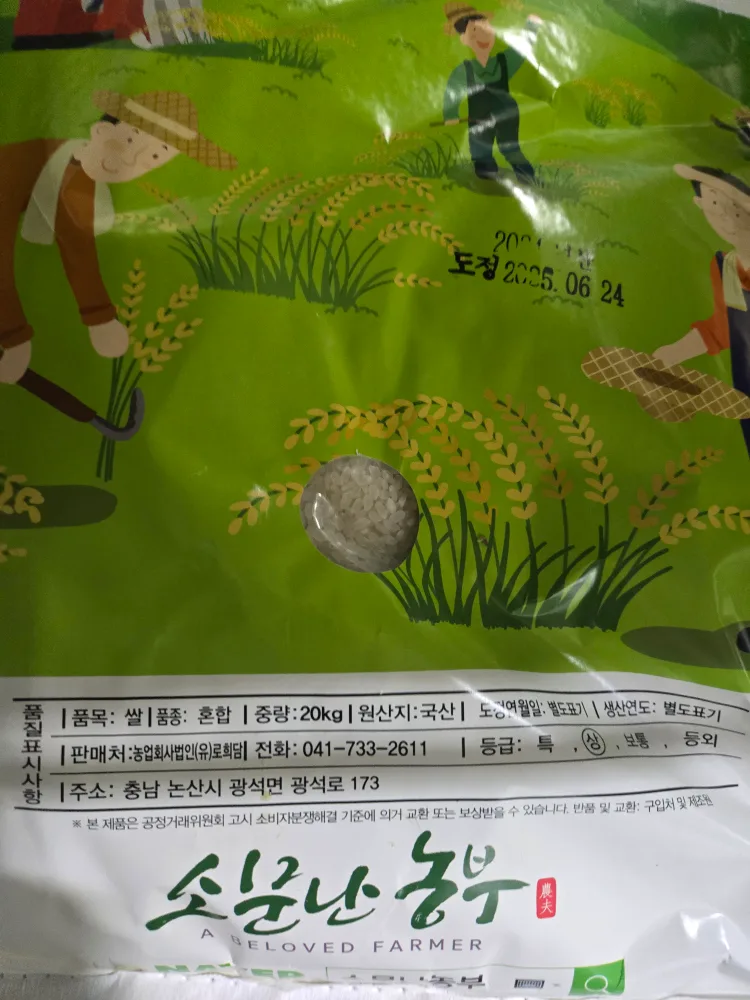 도정 2025. 06 24
품질표시사항
품목: 쌀 | 품종: 혼합 | 중량:20kg | 원산지:국산 | 도정연월일: 별도표기 | 생산연도: 별도표기
판매처:농업회사법인(유)로희담 | 전화: 041-733-2611 | 등급: 특 , 상 , 보통 , 등외
주소: 충남 논산시 광석면 광석로 173
※ 본 제품은 공정거래위원회 고시 소비자분쟁해결 기준에 의거 교환 또는 보상받을 수 있습니다. 반품 및 교환: 구입처 및 제조원
소문난 농부
農夫
A BELOVED FARMER
NAVER 소문난농부